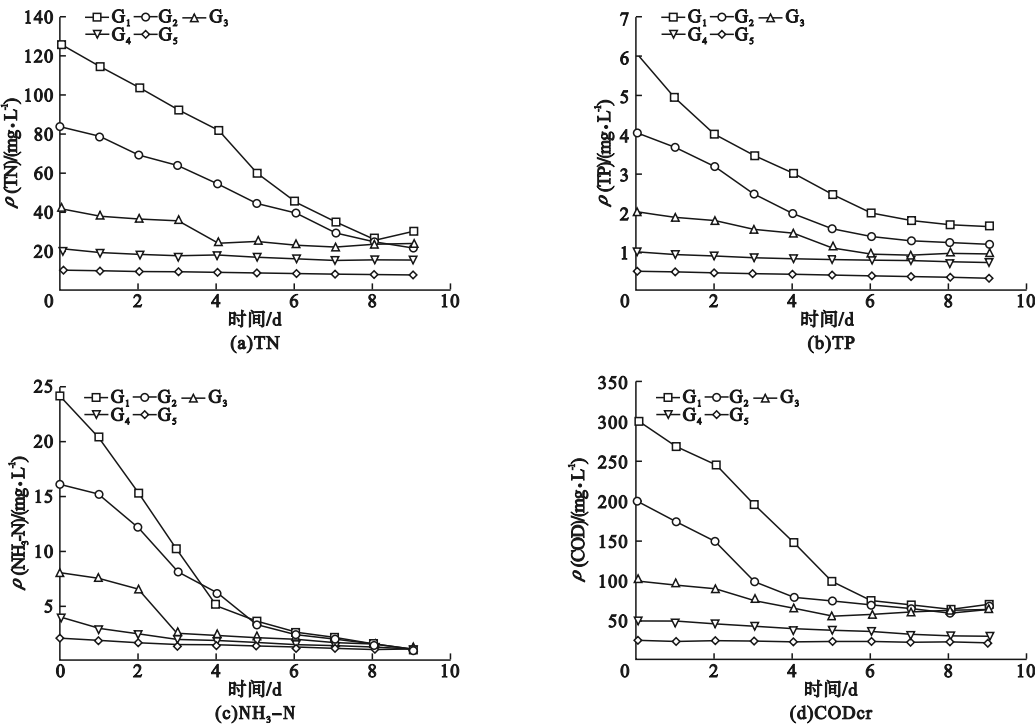 140
120
100
80
60
40
20
0
ρ(TN)/(mg·L⁻¹)
G₁ G₂ G₃
G₄ G₅
0 2 4 6 8 10
时间/d
(a)TN
7
6
5
4
3
2
1
0
ρ(TP)/(mg·L⁻¹)
G₁ G₂ G₃
G₄ G₅
0 2 4 6 8 10
时间/d
(b)TP
25
20
15
10
5
ρ(NH₃-N)/(mg·L⁻¹)
G₁ G₂ G₃
G₄ G₅
0 2 4 6 8 10
时间/d
(c)NH₃-N
350
300
250
200
150
100
50
0
ρ(COD)/(mg·L⁻¹)
G₁ G₂ G₃
G₄ G₅
0 2 4 6 8 10
时间/d
(d)CODcr